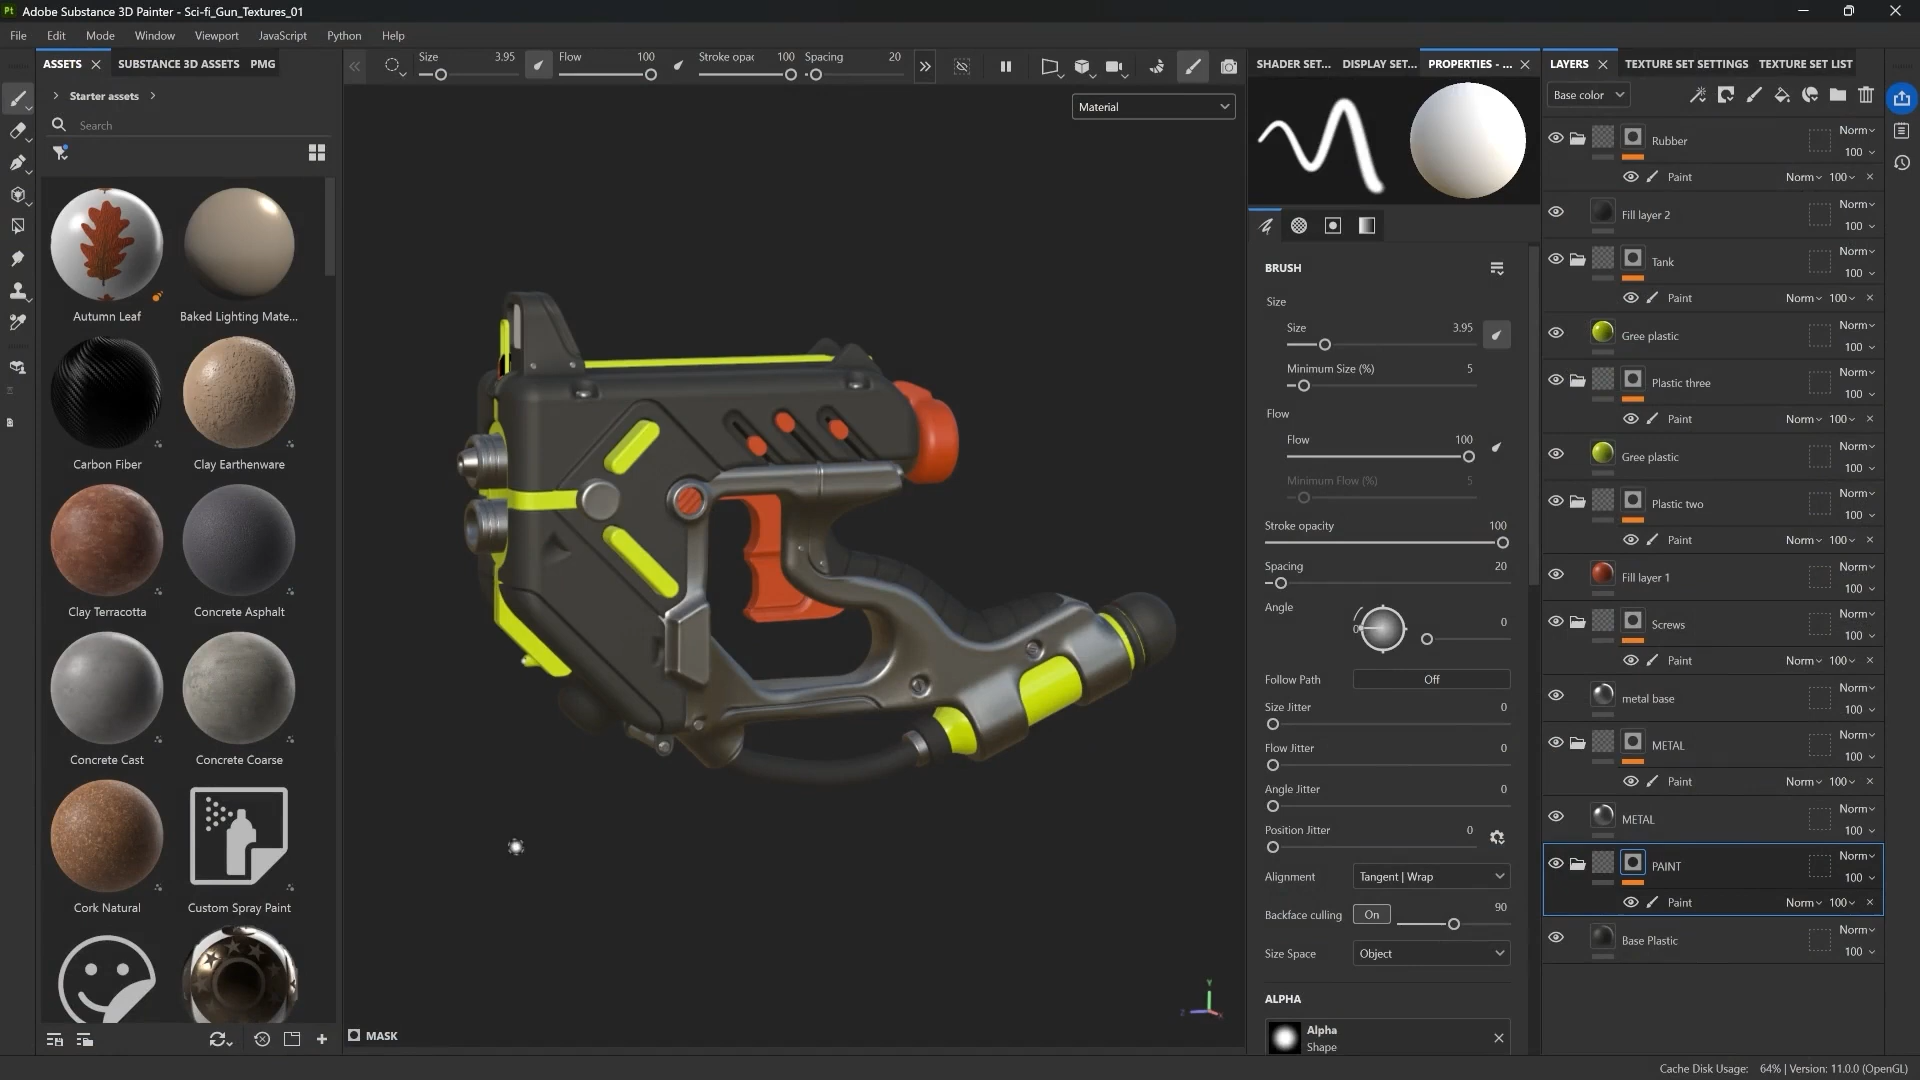 Pt Adobe Substance 3D Painter - Sci-fi_Gun_Textures_01
File Edit Mode Window Viewport JavaScript Python Help
ASSETS SUBSTANCE 3D ASSETS PNG
Starter assets
Search
Autumn Leaf
Baked Lighting Mate...
Carbon Fiber
Clay Earthenware
Clay Terracotta
Concrete Asphalt
Concrete Cast
Concrete Coarse
Cork Natural
Custom Spray Paint
Size 3.95 Flow 100 Stroke opac 100 Spacing 20
Material
MASK
Y
Z
X
SHADER SET... DISPLAY SET... PROPERTIES - ...
BRUSH
Size
Size 3.95
Minimum Size (%) 5
Flow
Flow 100
Minimum Flow (%) 5
Stroke opacity 100
Spacing 20
Angle 0 0
Follow Path Off
Size Jitter 0
Flow Jitter 0
Angle Jitter 0
Position Jitter 0
Alignment Tangent | Wrap
Backface culling On 90
Size Space Object
ALPHA
Alpha
Shape
LAYERS TEXTURE SET SETTINGS TEXTURE SET LIST
Base color
Rubber Norm 100
Paint Norm 100
Fill layer 2 Norm 100
Tank Norm 100
Paint Norm 100
Gree plastic Norm 100
Plastic three Norm 100
Paint Norm 100
Gree plastic Norm 100
Plastic two Norm 100
Paint Norm 100
Fill layer 1 Norm 100
Screws Norm 100
Paint Norm 100
metal base Norm 100
METAL Norm 100
Paint Norm 100
METAL Norm 100
PAINT Norm 100
Paint Norm 100
Base Plastic Norm 100
Cache Disk Usage: 64% | Version: 11.0.0 (OpenGL)